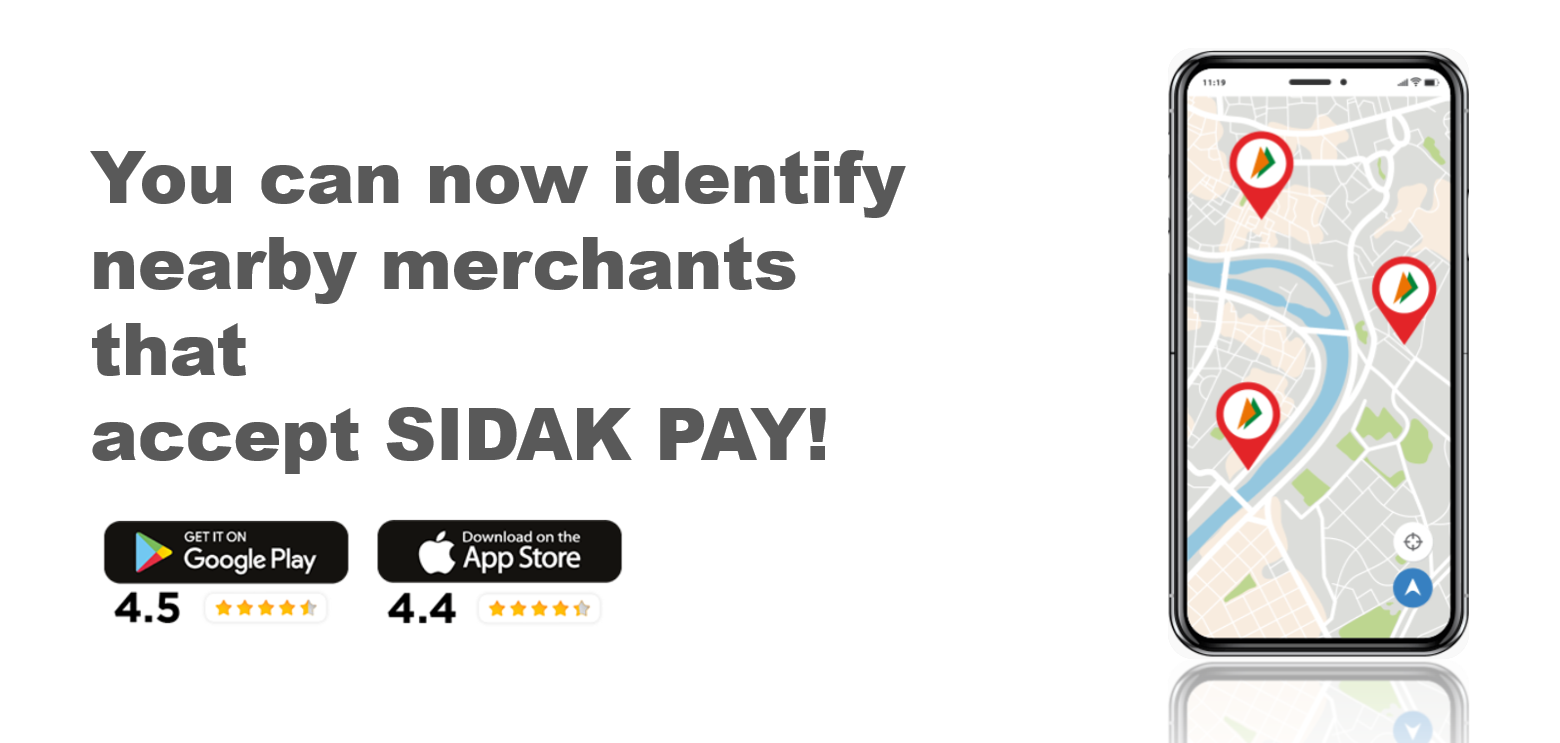 You can now identify
nearby merchants
that
accept SIDAK PAY!
GET IT ON
Google Play
Download on the
App Store
4.5
4.4
11:19